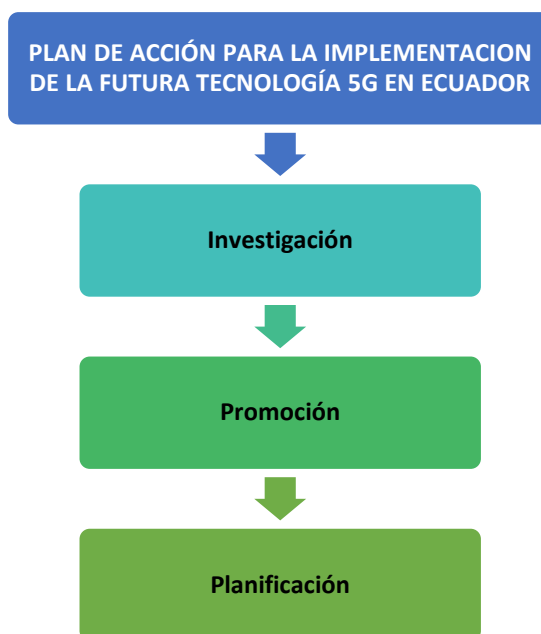 PLAN DE ACCIÓN PARA LA IMPLEMENTACION
DE LA FUTURA TECNOLOGÍA 5G EN ECUADOR
Investigación
Promoción
Planificación